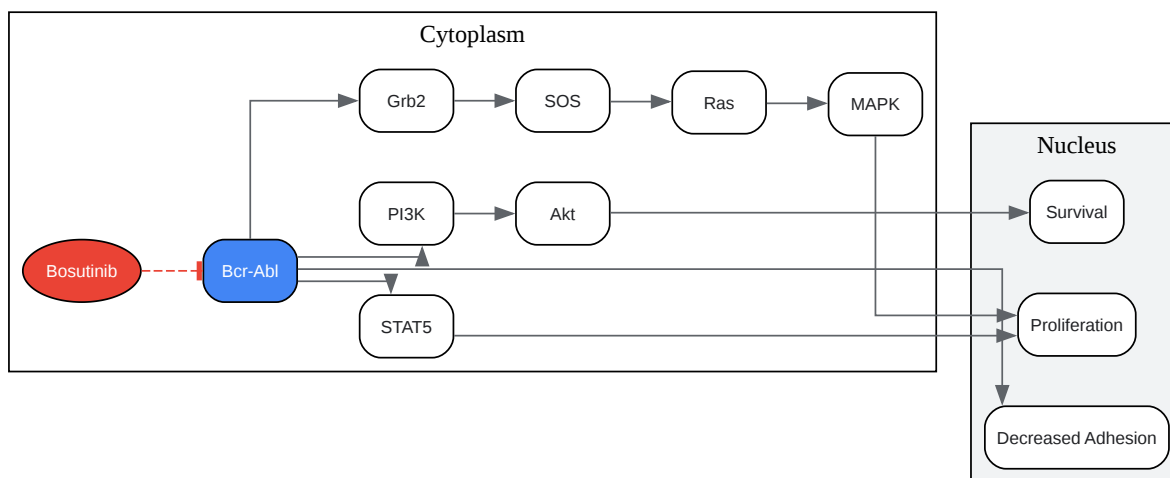 Cytoplasm
Grb2
SOS
Ras
MAPK
Nucleus
PI3K
Akt
Survival
Bosutinib
Bcr-Abl
STAT5
Proliferation
Decreased Adhesion